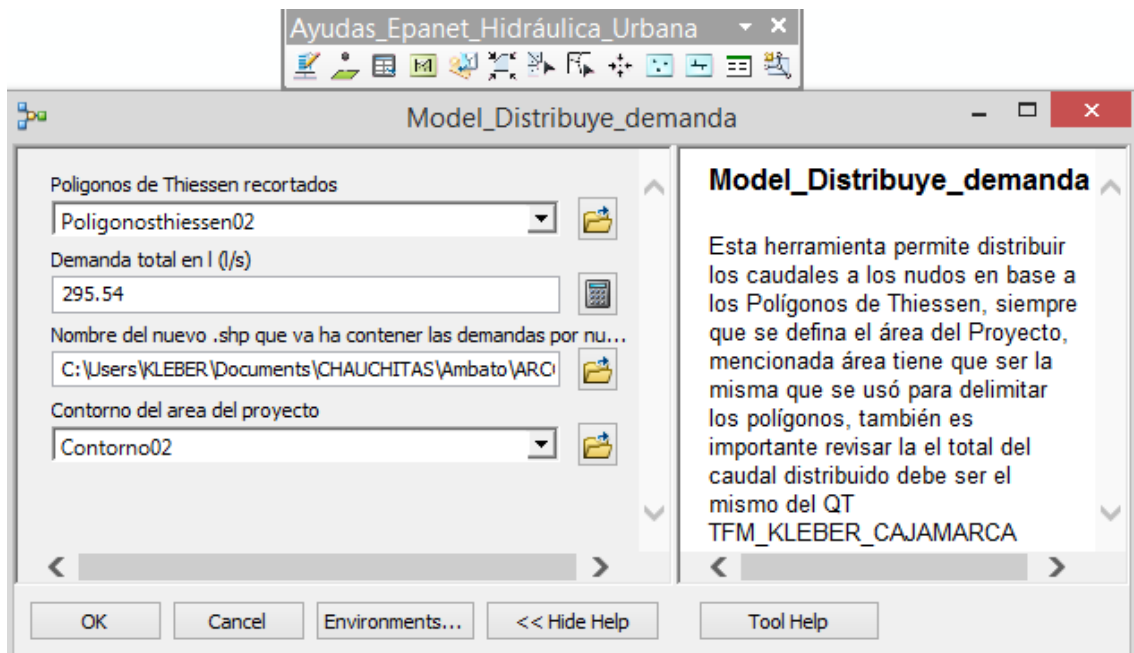 Ayudas_Epanet_Hidráulica_Urbana
Model_Distribuye_demanda
Poligonos de Thiessen recortados
Poligonosthiessen02
Demanda total en l (l/s)
295.54
Nombre del nuevo .shp que va ha contener las demandas por nu...
C:\Users\KLEBER\Documents\CHAUCHITAS\Ambato\ARC
Contorno del area del proyecto
Contorno02
Model_Distribuye_demanda
Esta herramienta permite distribuir
los caudales a los nudos en base a
los Polígonos de Thiessen, siempre
que se defina el área del Proyecto,
mencionada área tiene que ser la
misma que se usó para delimitar
los polígonos, también es
importante revisar la el total del
caudal distribuido debe ser el
mismo del QT
TFM_KLEBER_CAJAMARCA
OK
Cancel
Environments...
<< Hide Help
Tool Help